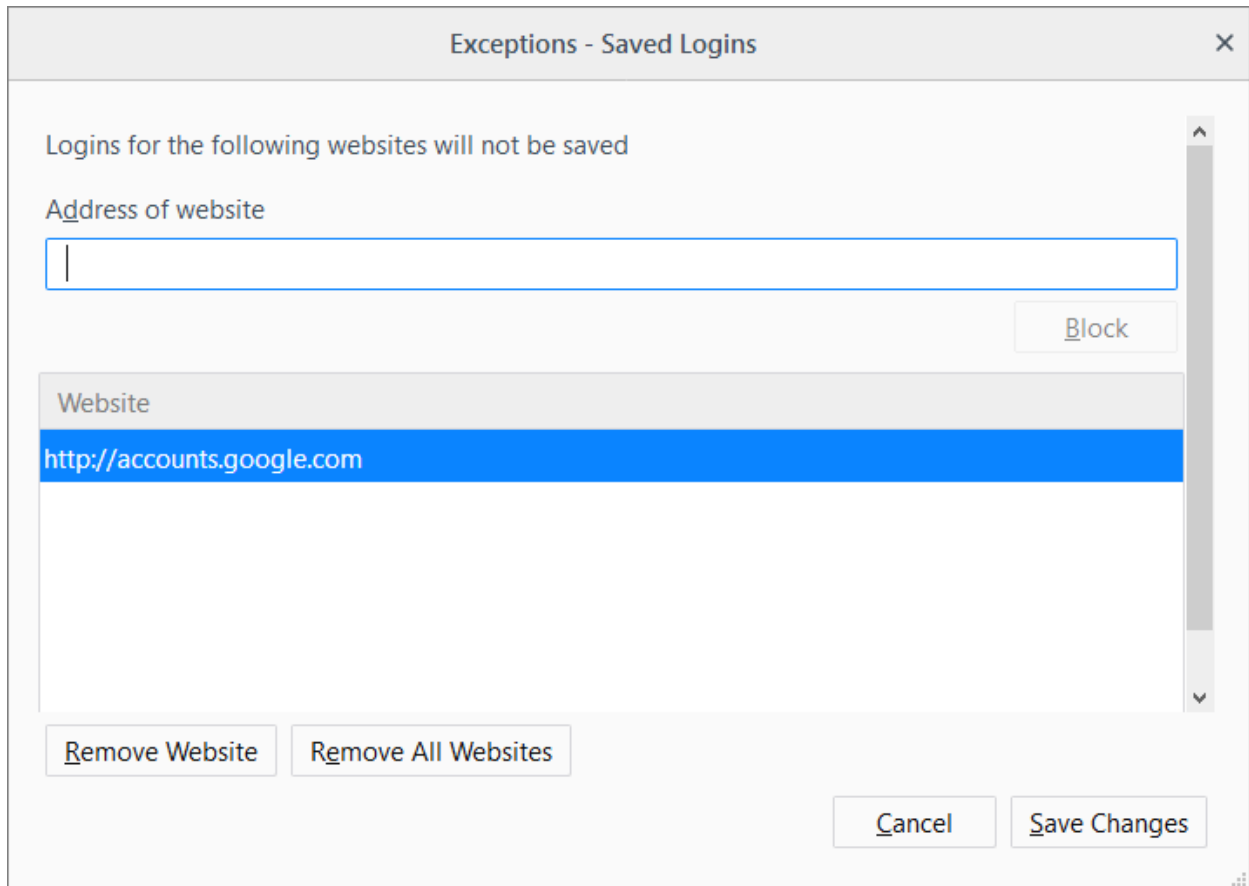 Exceptions - Saved Logins
Logins for the following websites will not be saved
Address of website
Block
Website
http://accounts.google.com
Remove Website
Remove All Websites
Cancel
Save Changes